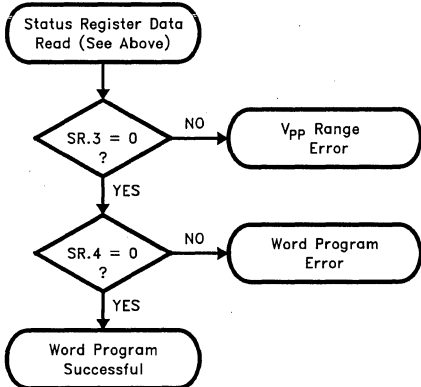 Status Register Data
Read (See Above)
SR.3 = 0
?
NO
VPP Range
Error
YES
SR.4 = 0
?
NO
Word Program
Error
YES
Word Program
Successful